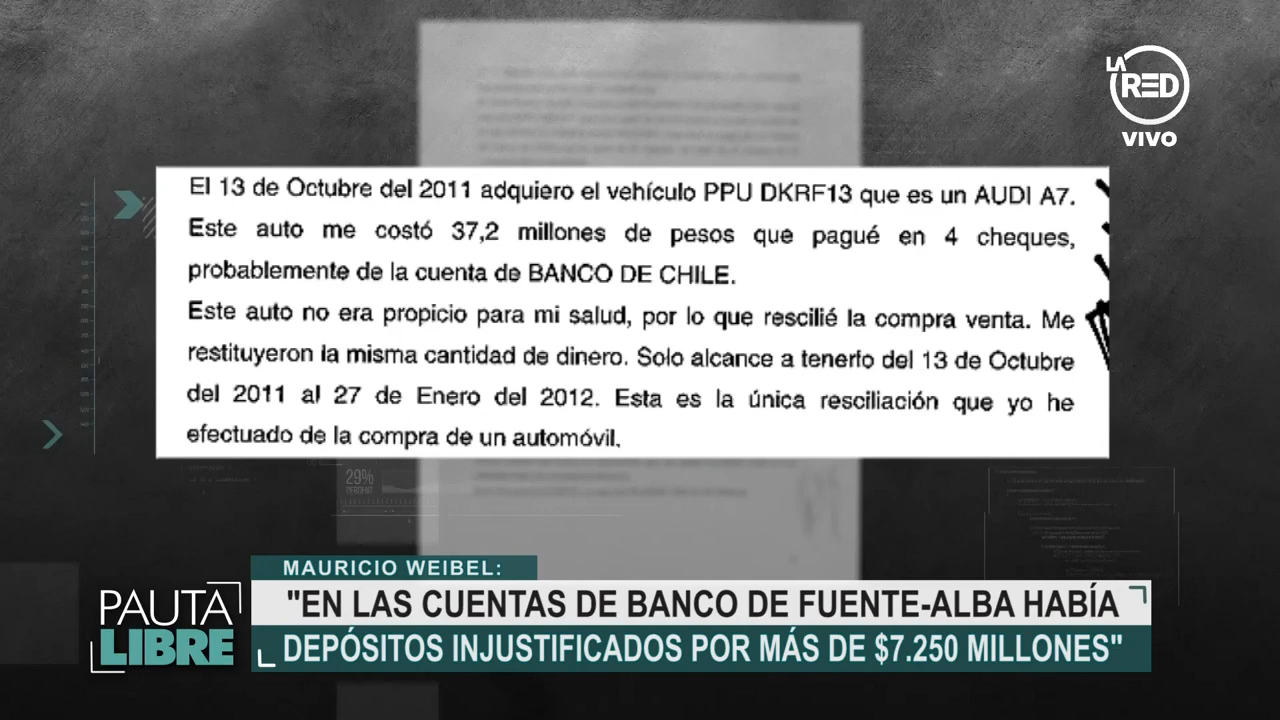 LA
RED
VIVO
El 13 de Octubre del 2011 adquiero el vehículo PPU DKRF13 que es un AUDI A7.
Este auto me costó 37,2 millones de pesos que pagué en 4 cheques,
probablemente de la cuenta de BANCO DE CHILE.
Este auto no era propicio para mi salud, por lo que rescilié la compra venta. Me
restituyeron la misma cantidad de dinero. Solo alcance a tenerlo del 13 de Octubre
del 2011 al 27 de Enero del 2012. Esta es la única resciliación que yo he
efectuado de la compra de un automóvil.
29%
MAURICIO WEIBEL:
PAUTA
LIBRE
"EN LAS CUENTAS DE BANCO DE FUENTE-ALBA HABÍA
DEPÓSITOS INJUSTIFICADOS POR MÁS DE $7.250 MILLONES"